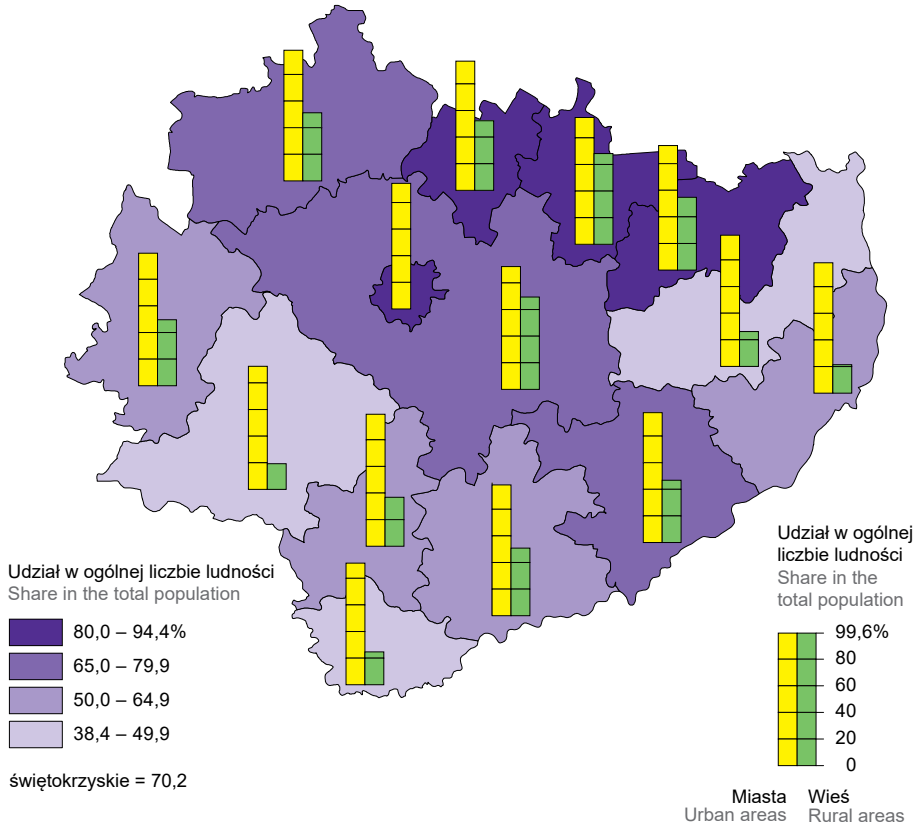 Udział w ogólnej liczbie ludności
Share in the total population
80,0 – 94,4%
65,0 – 79,9
50,0 – 64,9
38,4 – 49,9
świętokrzyskie = 70,2
Udział w ogólnej
liczbie ludności
Share in the
total population
99,6%
80
60
40
20
0
Miasta Wieś
Urban areas Rural areas